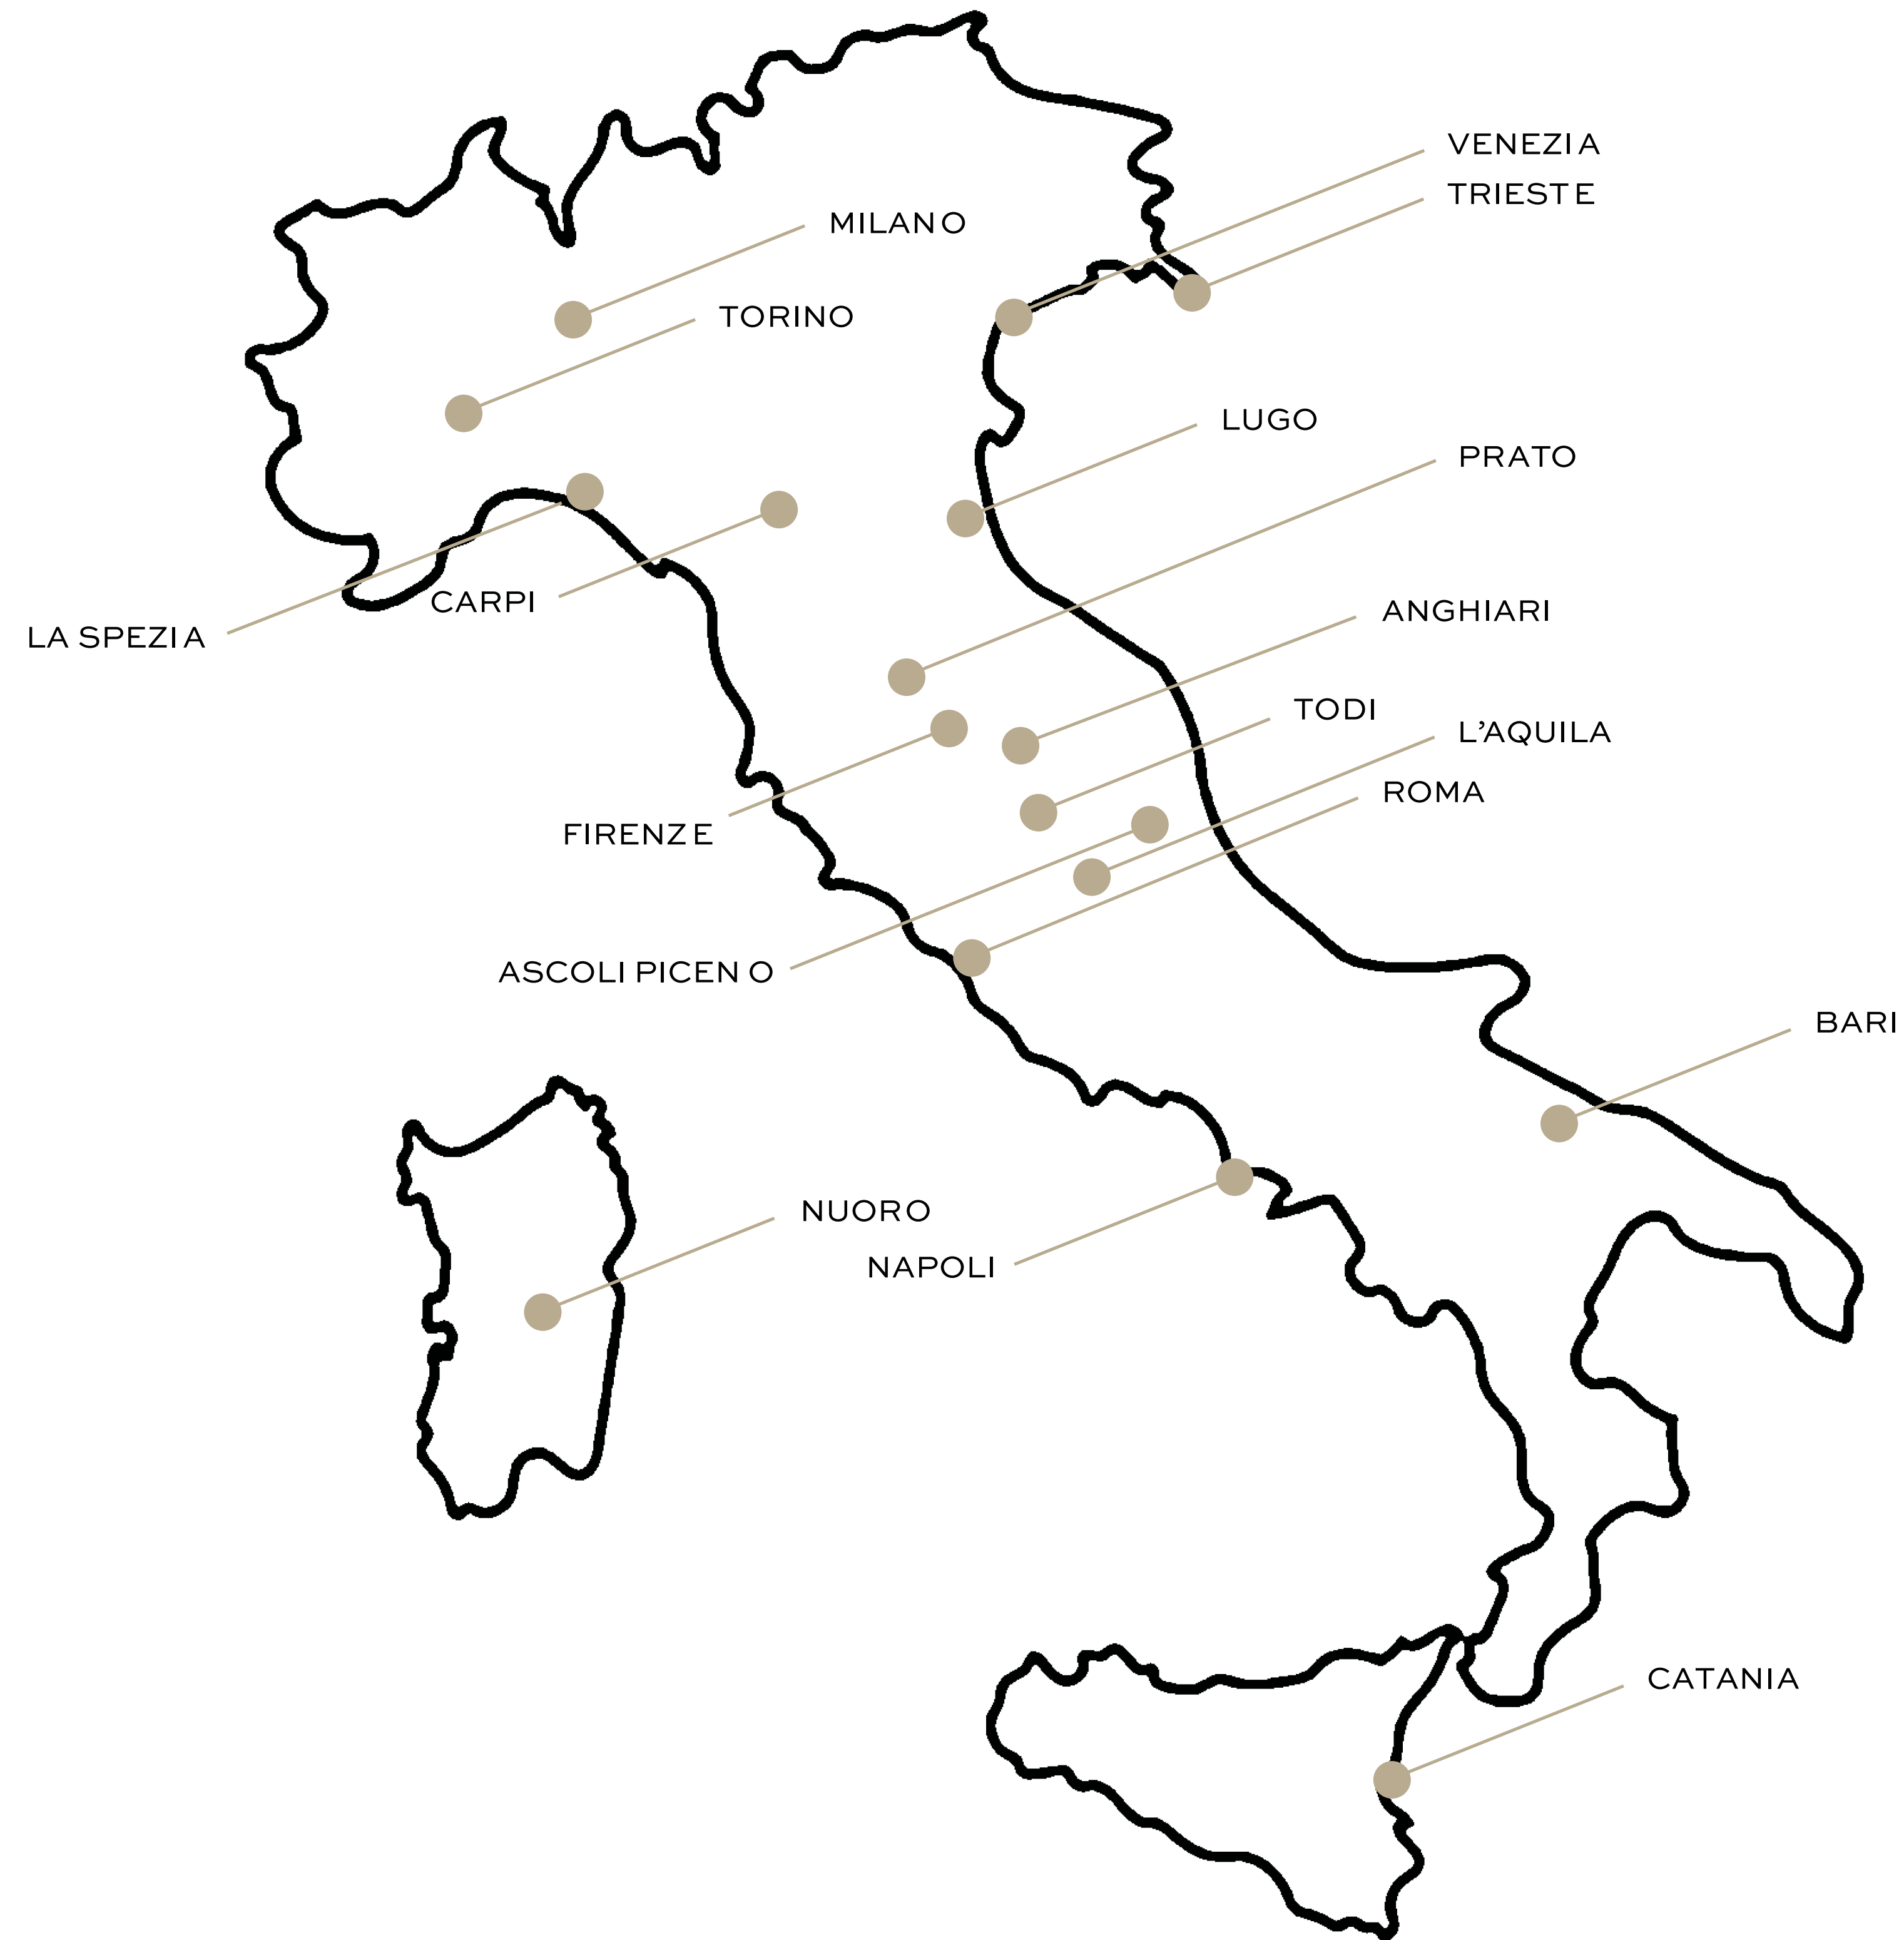 VENEZIA
TRIESTE
MILANO
TORINO
LUGO
PRATO
CARPI
ANGHIARI
LA SPEZIA
TODI
L’AQUILA
ROMA
FIRENZE
ASCOLI PICENO
BARI
NUORO
NAPOLI
CATANIA